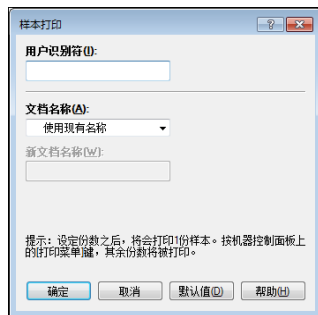 样本打印
用户识别符(I):
文档名称(A):
使用现有名称
新文档名称(W):
提示：设定份数之后，将会打印1份样本。按机器控制面板上
的[打印菜单]键，其余份数将被打印。
确定 取消 默认值(D) 帮助(H)